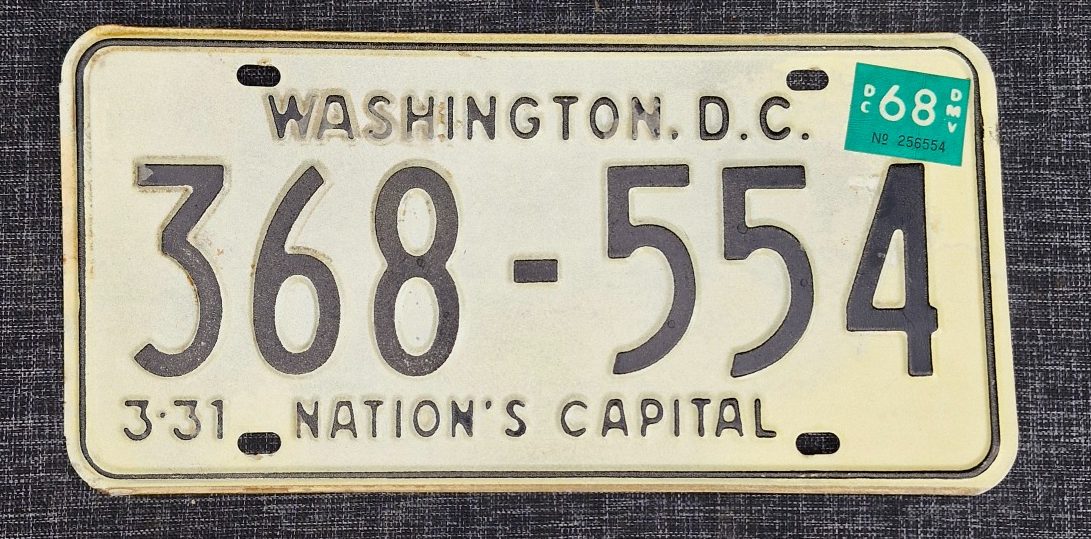 WASHINGTON, D.C.
DC 68 DMV
Nº 256554
368-554
3·31 NATION'S CAPITAL